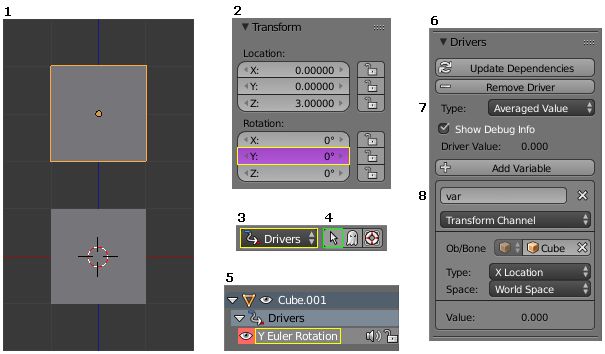 1
2
Transform
Location:
X: 0.00000
Y: 0.00000
Z: 3.00000
Rotation:
X: 0°
Y: 0°
Z: 0°
3
4
Drivers
5
Cube.001
Drivers
Y Euler Rotation
6
Drivers
Update Dependencies
Remove Driver
7
Type: Averaged Value
Show Debug Info
Driver Value: 0.000
Add Variable
8
var
Transform Channel
Ob/Bone Cube
Type: X Location
Space: World Space
Value: 0.000